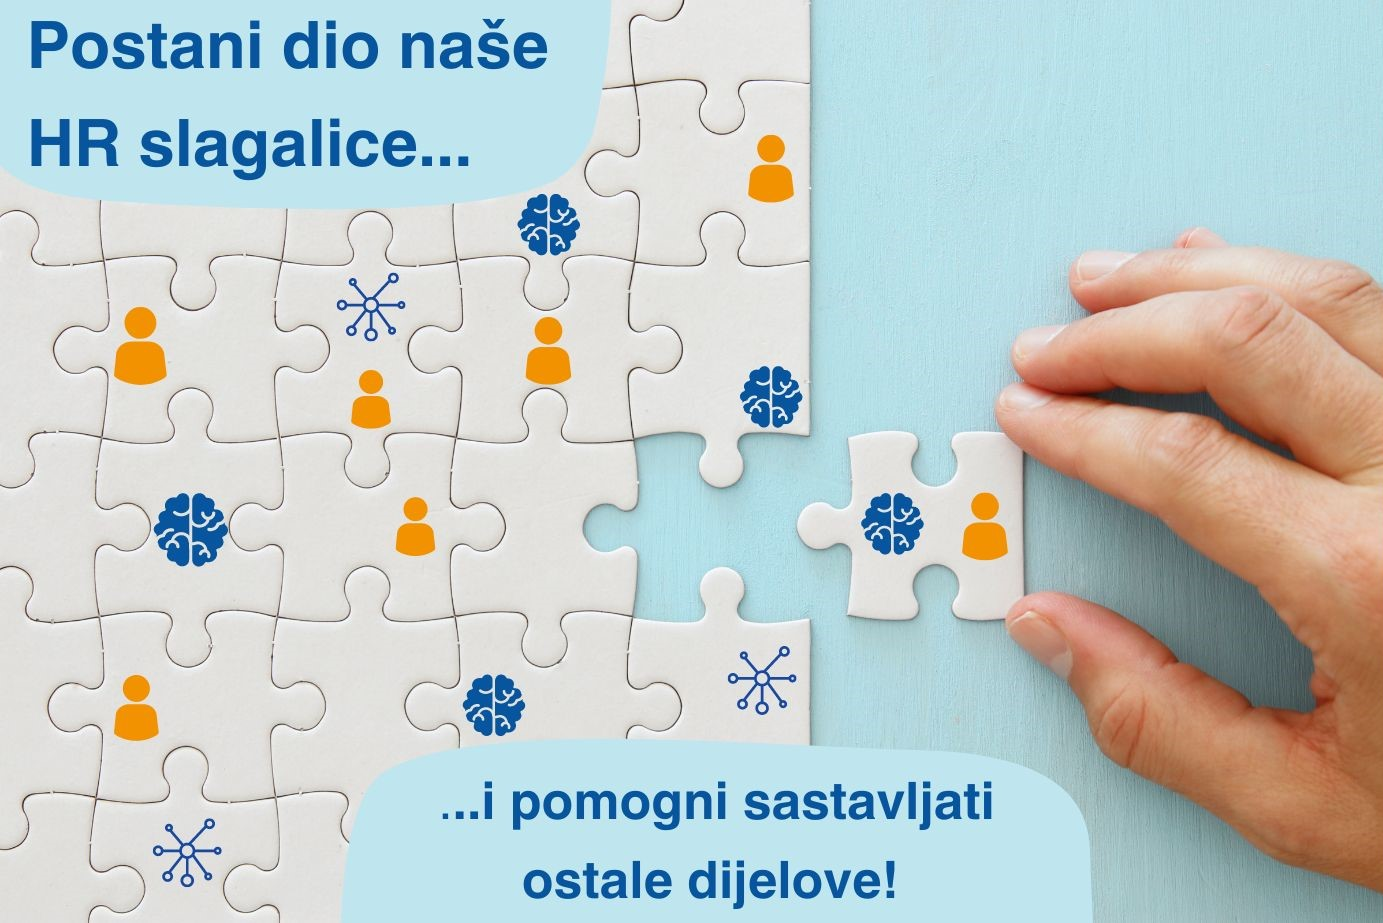 Postani dio naše
HR slagalice...
...i pomogni sastavljati
ostale dijelove!